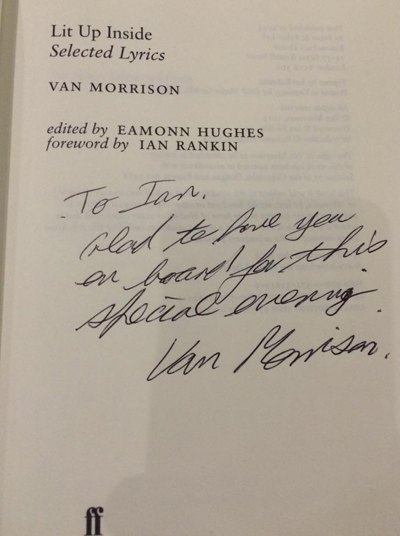 Lit Up Inside
Selected Lyrics
VAN MORRISON
edited by EAMONN HUGHES
foreword by IAN RANKIN
To Ian.
Glad to have you
on board for this
special evening.
Van Morrison.
ff